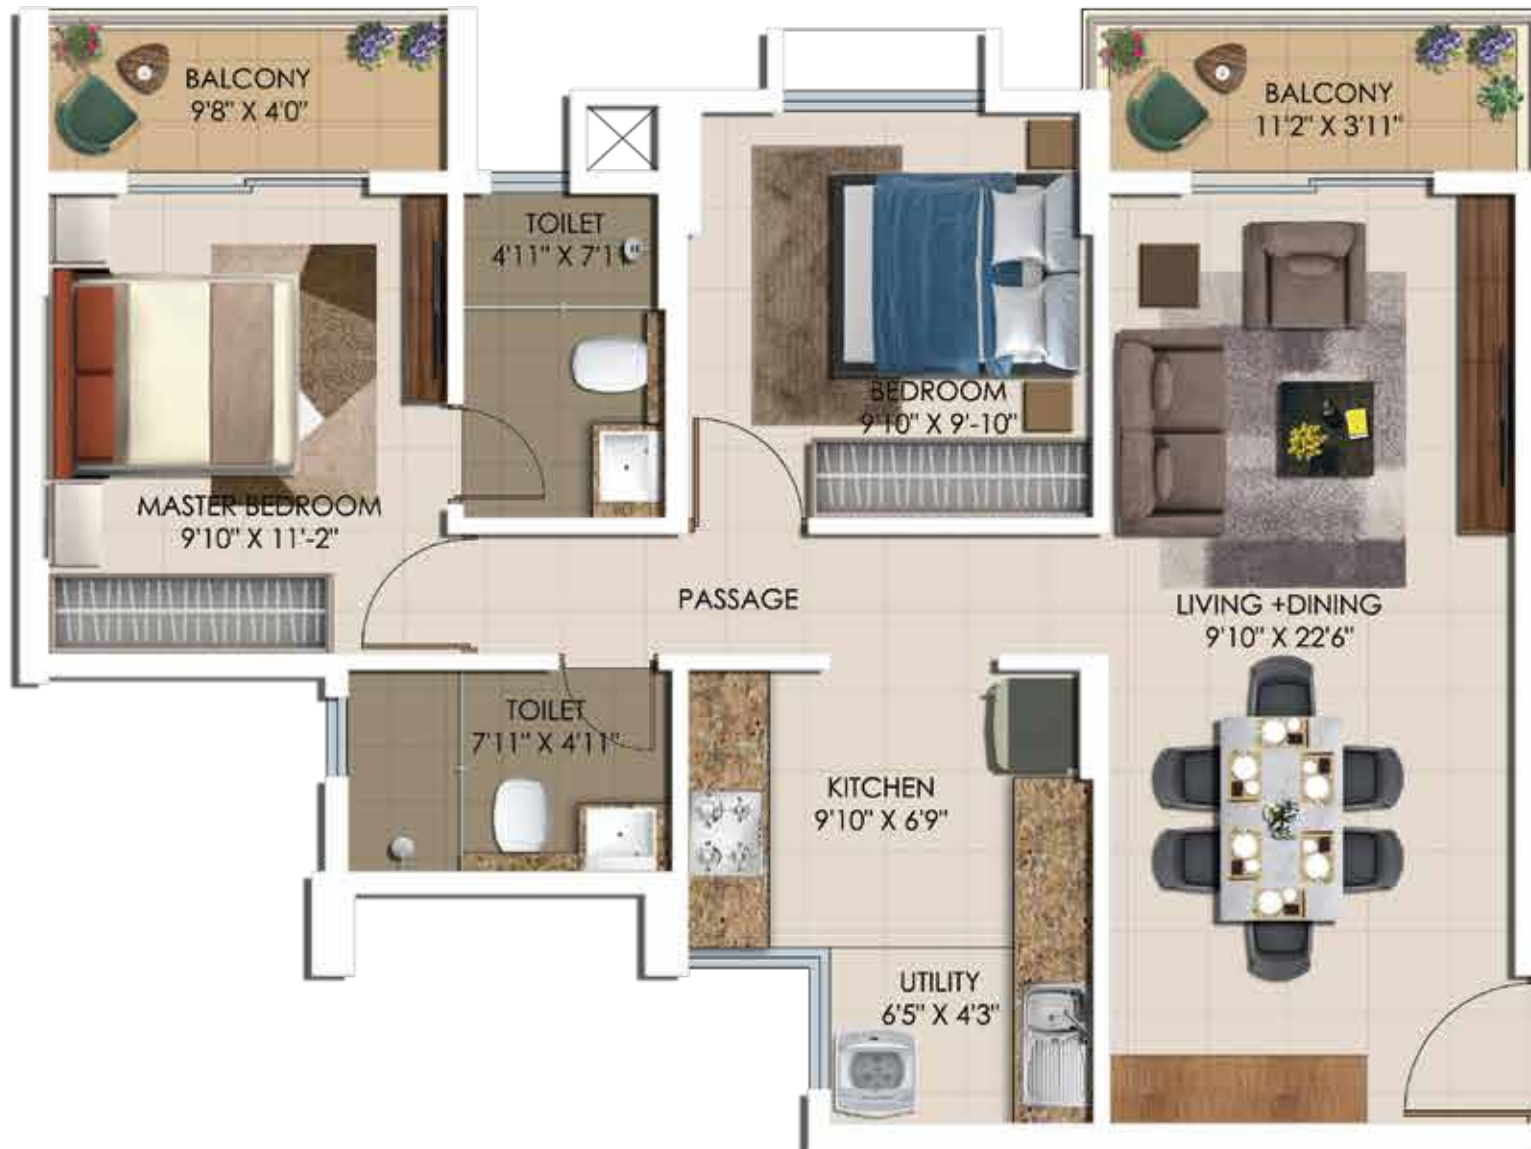 BALCONY
9'8" X 4'0"
BALCONY
11'2" X 3'11"
TOILET
4'11" X 7'11"
BEDROOM
9'10" X 9'-10"
MASTER BEDROOM
9'10" X 11'-2"
PASSAGE
LIVING +DINING
9'10" X 22'6"
TOILET
7'11" X 4'11"
KITCHEN
9'10" X 6'9"
UTILITY
6'5" X 4'3"